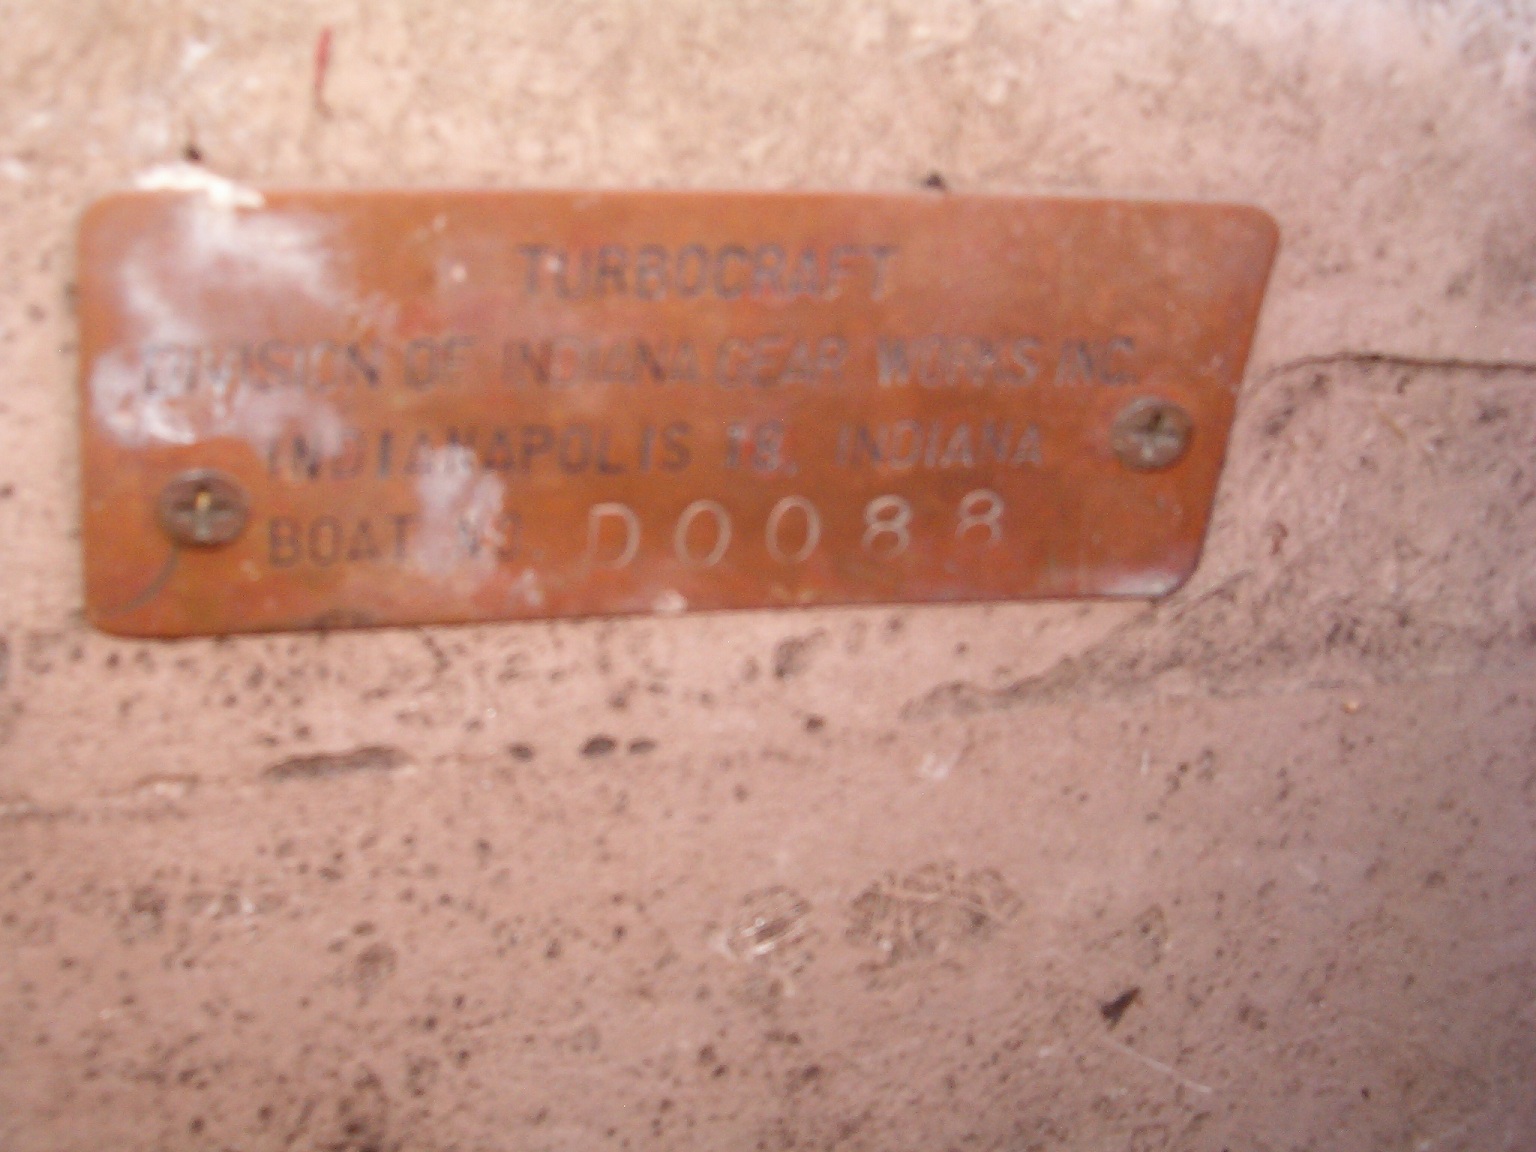 TURBOCRAFT
DIVISION OF INDIANA GEAR WORKS INC.
INDIANAPOLIS 18, INDIANA
BOAT NO. D0088